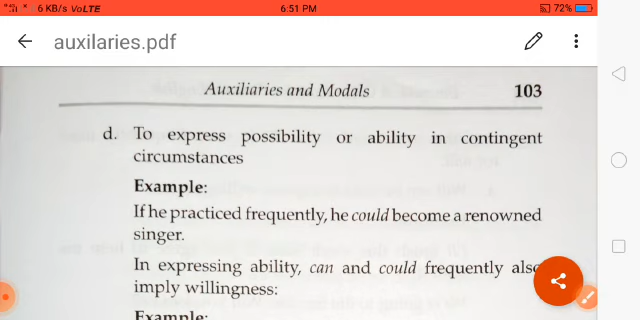 6 KB/s VoLTE
6:51 PM
72%
auxilaries.pdf
Auxiliaries and Modals 103
d. To express possibility or ability in contingent
circumstances
Example:
If he practiced frequently, he could become a renowned
singer.
In expressing ability, can and could frequently also
imply willingness:
Example: